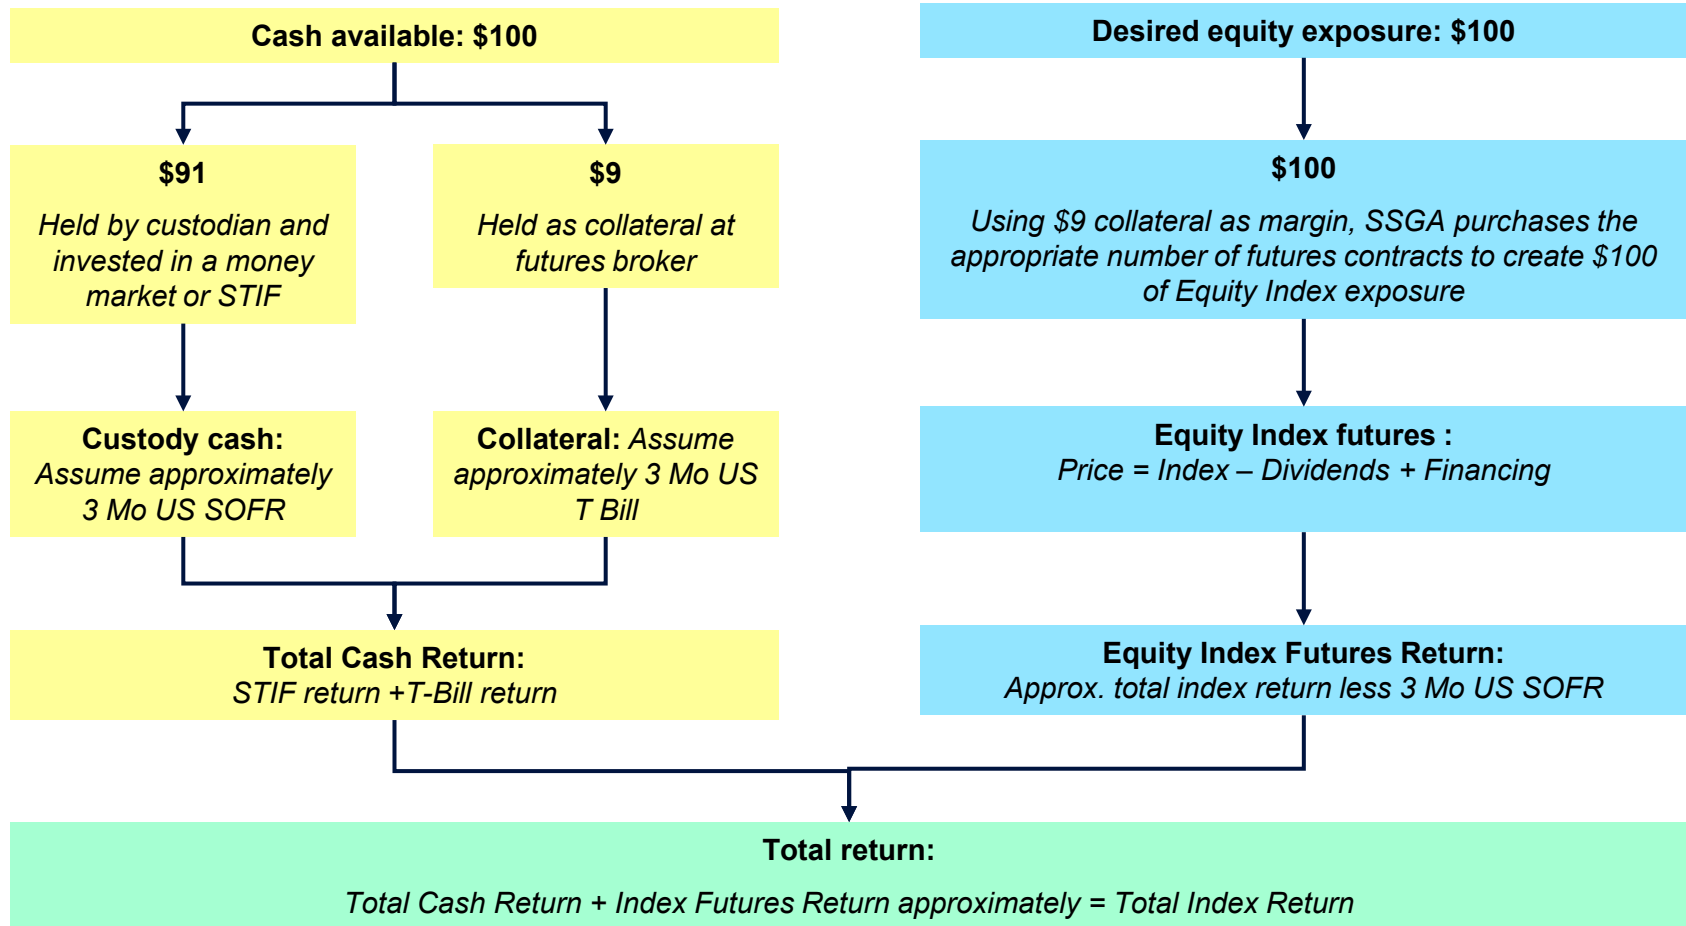 Cash available: $100
Desired equity exposure: $100
$91
Held by custodian and
invested in a money
market or STIF
$9
Held as collateral at
futures broker
$100
Using $9 collateral as margin, SSGA purchases the
appropriate number of futures contracts to create $100
of Equity Index exposure
Custody cash:
Assume approximately
3 Mo US SOFR
Collateral: Assume
approximately 3 Mo US
T Bill
Equity Index futures :
Price = Index – Dividends + Financing
Total Cash Return:
STIF return +T-Bill return
Equity Index Futures Return:
Approx. total index return less 3 Mo US SOFR
Total return:
Total Cash Return + Index Futures Return approximately = Total Index Return